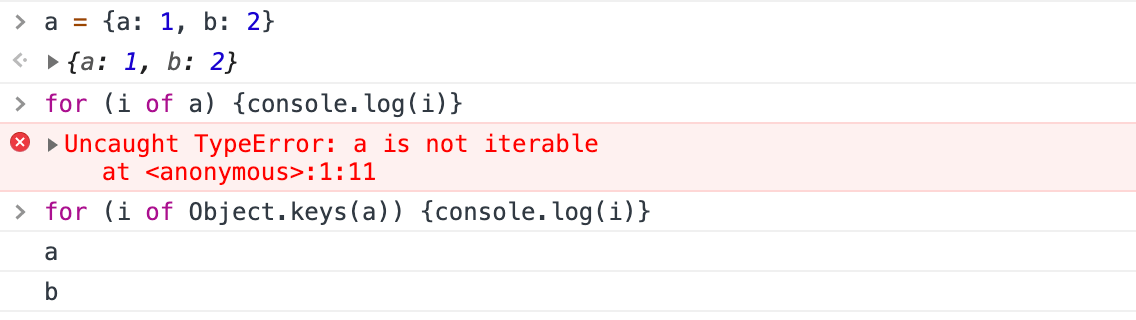 > a = {a: 1, b: 2}
{a: 1, b: 2}
> for (i of a) {console.log(i)}
Uncaught TypeError: a is not iterable
at <anonymous>:1:11
> for (i of Object.keys(a)) {console.log(i)}
a
b